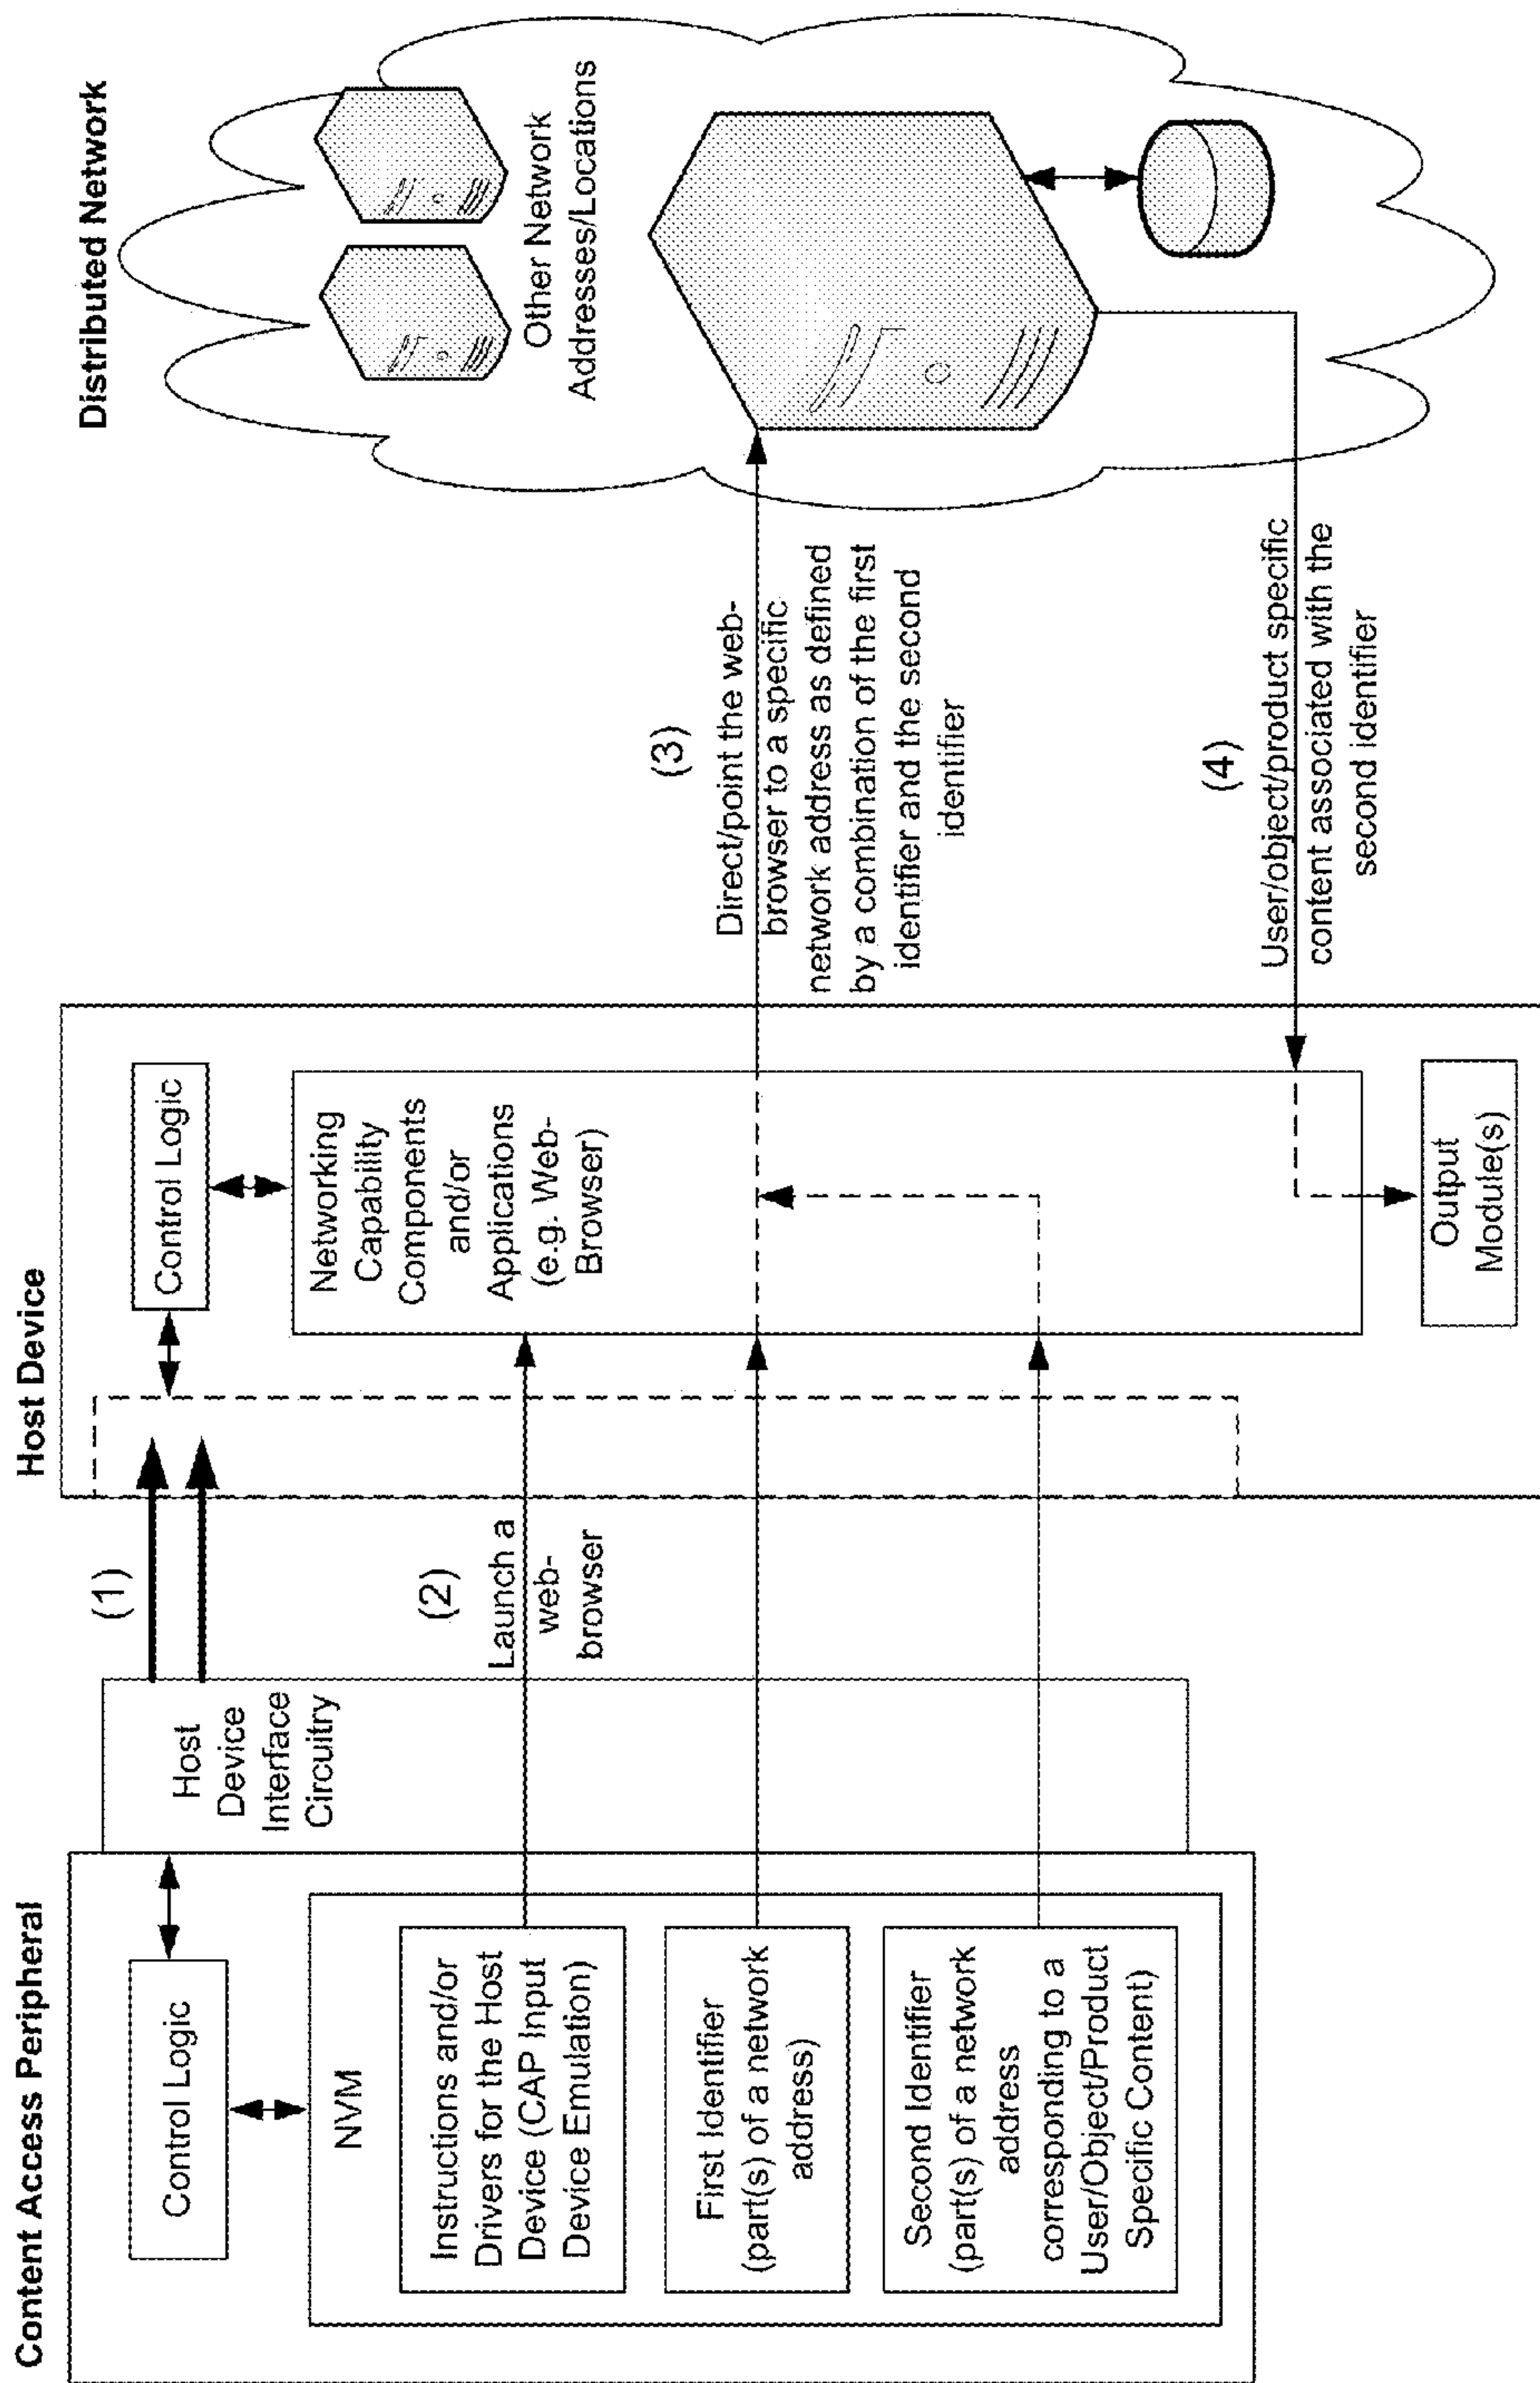 Content Access Peripheral
Control Logic
NVM
Instructions and/or
Drivers for the Host
Device (CAP Input
Device Emulation)
First Identifier
(part(s) of a network
address)
Second Identifier
(part(s) of a network
address
corresponding to a
User/Object/Product
Specific Content)
Host
Device
Interface
Circuitry
(1)
(2)
Launch a
web-
browser
Host Device
Control Logic
Networking
Capability
Components
and/or
Applications
(e.g. Web-
Browser)
Output
Module(s)
(3)
Direct/point the web-
browser to a specific
network address as defined
by a combination of the first
identifier and the second
identifier
(4)
User/object/product specific
content associated with the
second identifier
Distributed Network
Other Network
Addresses/Locations